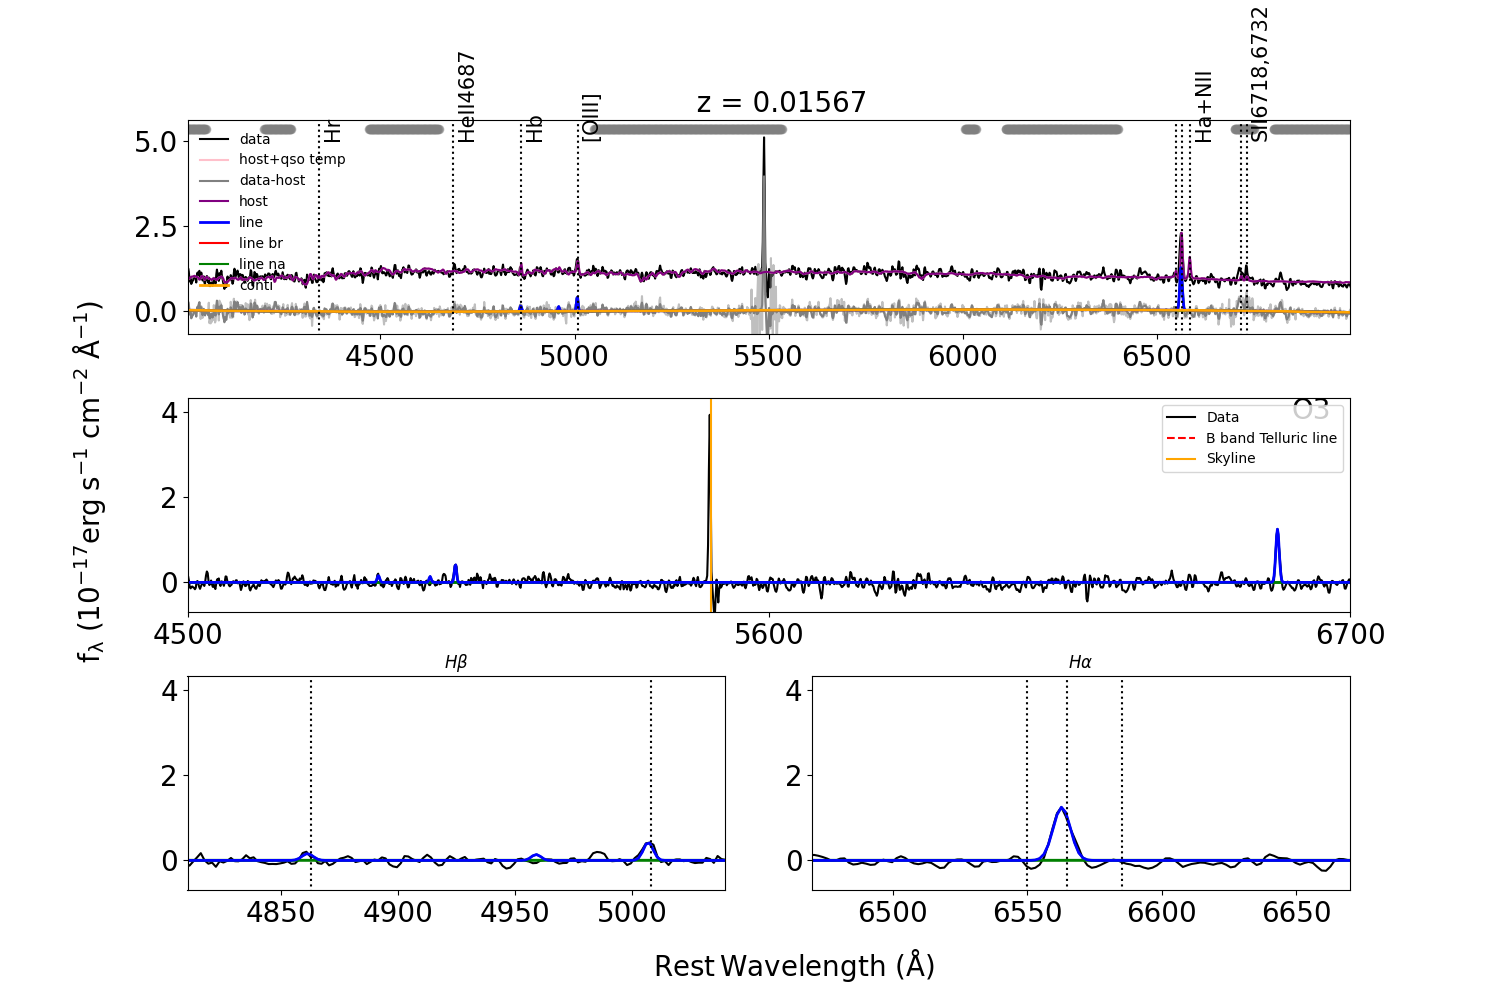 z = 0.01567
Hr
HeII4687
Hb
[OIII]
Ha+NII
SII6718,6732
5.0
2.5
0.0
data
host+qso temp
data-host
host
line
line br
line na
conti
4500
5000
5500
6000
6500
f_λ (10^{-17}erg s^{-1} cm^{-2} Å^{-1})
4
2
0
O3
Data
B band Telluric line
Skyline
4500
5600
6700
Hβ
4
2
0
4850
4900
4950
5000
Hα
4
2
0
6500
6550
6600
6650
Rest Wavelength (Å)